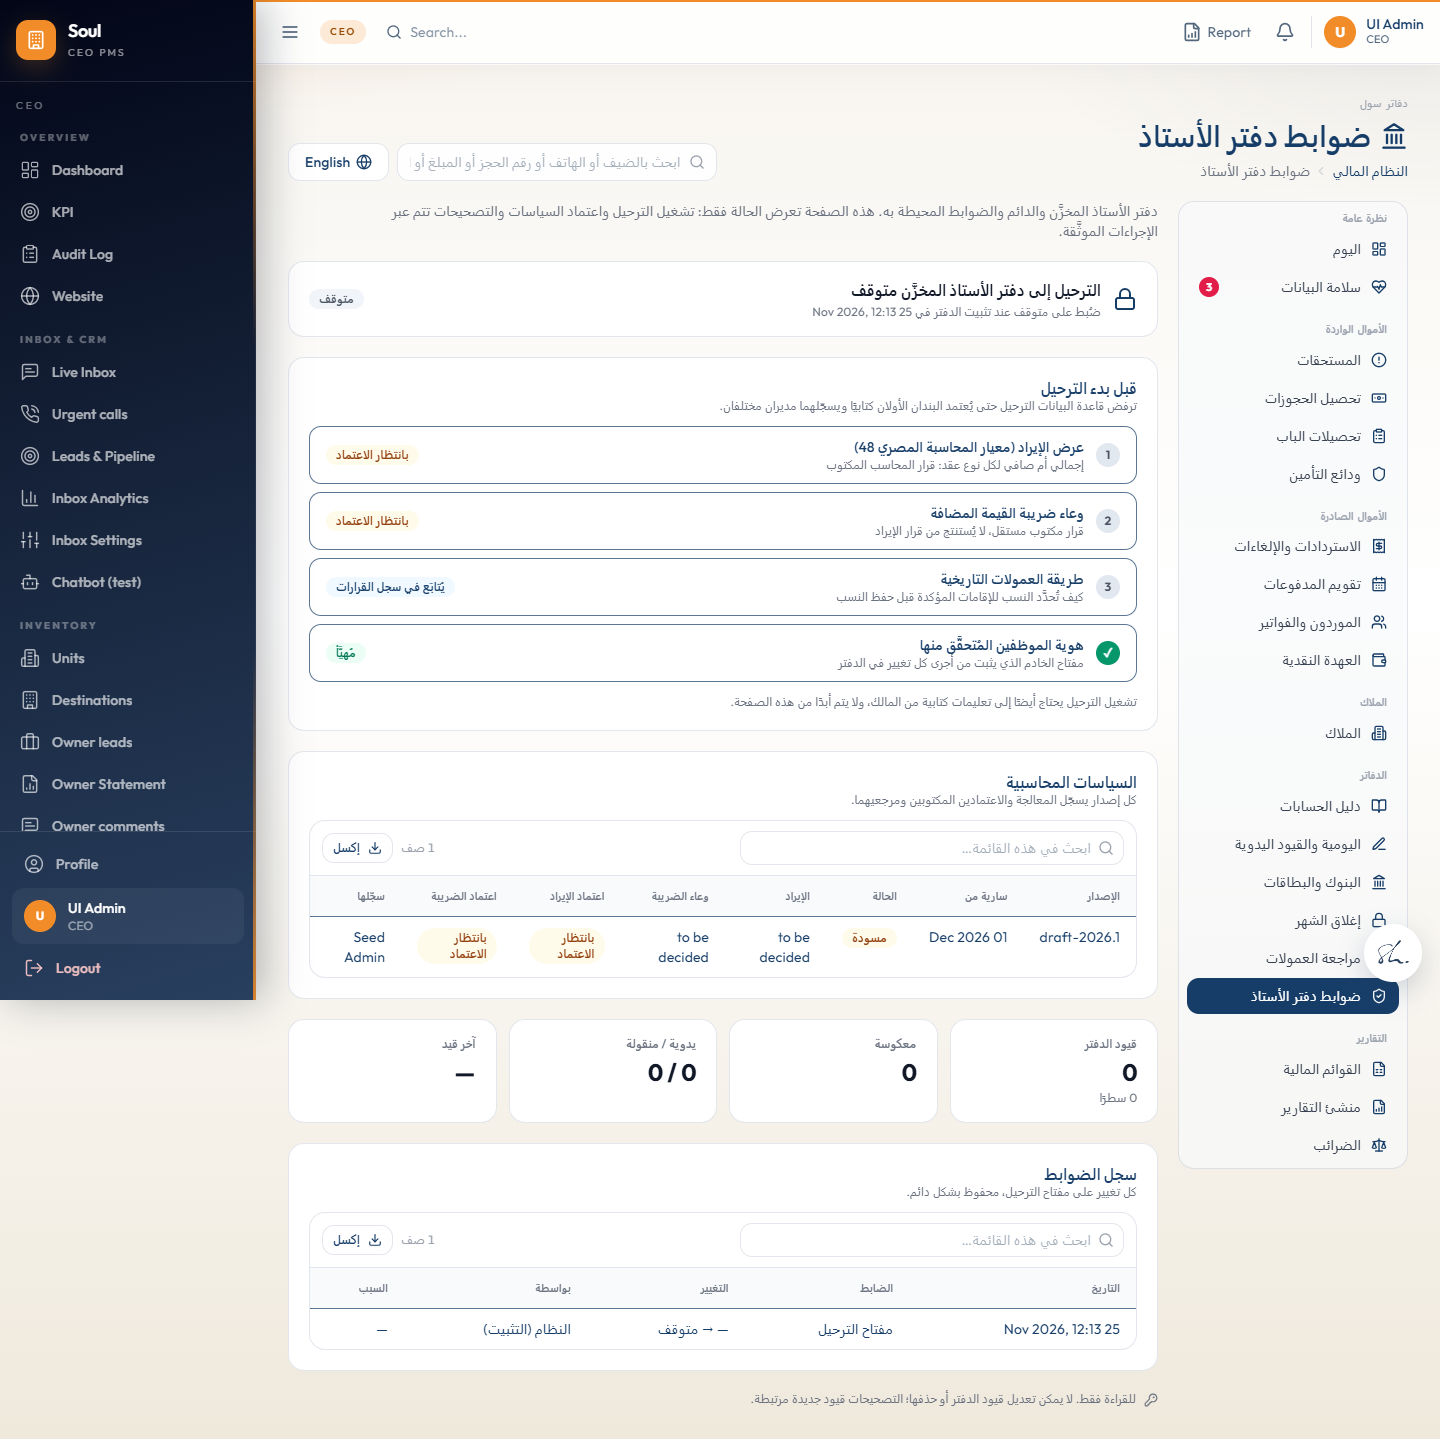 Soul
CEO PMS
CEO
OVERVIEW
Dashboard
KPI
Audit Log
Website
INBOX & CRM
Live Inbox
Urgent calls
Leads & Pipeline
Inbox Analytics
Inbox Settings
Chatbot (test)
INVENTORY
Units
Destinations
Owner leads
Owner Statement
Owner comments
Profile
U
UI Admin
CEO
Logout
CEO
Search...
Report
U
UI Admin
CEO
دفاتر سول
ضوابط دفتر الأستاذ
النظام المالي
ضوابط دفتر الأستاذ
ابحث بالضيف أو الهاتف أو رقم الحجز أو المبلغ أو
English
نظرة عامة
اليوم
سلامة البيانات
3
الأموال الواردة
المستحقات
تحصيل الحجوزات
تحصيلات الباب
ودائع التأمين
الأموال الصادرة
الاستردادات والإلغاءات
تقويم المدفوعات
الموردون والفواتير
العهدة النقدية
الملاك
الملاك
الدفاتر
دليل الحسابات
اليومية والقيود اليدوية
البنوك والبطاقات
إغلاق الشهر
مراجعة العمولات
ضوابط دفتر الأستاذ
التقارير
القوائم المالية
منشئ التقارير
الضرائب
دفتر الأستاذ المخزَّن والدائم والضوابط المحيطة به. هذه الصفحة تعرض الحالة فقط: تشغيل الترحيل واعتماد السياسات والتصحيحات تتم عبر
الإجراءات الموثَّقة.
الترحيل إلى دفتر الأستاذ المخزَّن متوقف
ضُبط على متوقف عند تثبيت الدفتر في 25 Nov 2026, 12:13
متوقف
قبل بدء الترحيل
ترفض قاعدة البيانات الترحيل حتى يُعتمد البندان الأولان كتابيًا ويسجّلهما مديران مختلفان.
1
عرض الإيراد (معيار المحاسبة المصري 48)
إجمالي أم صافي لكل نوع عقد: قرار المحاسب المكتوب
بانتظار الاعتماد
2
وعاء ضريبة القيمة المضافة
قرار مكتوب مستقل، لا يُستنتج من قرار الإيراد
بانتظار الاعتماد
3
طريقة العمولات التاريخية
كيف تُحدَّد النسب للإقامات المؤكدة قبل حفظ النسب
يُتابَع في سجل القرارات
هوية الموظفين المُتحقَّق منها
مفتاح الخادم الذي يثبت من أجرى كل تغيير في الدفتر
مُهيَّأ
تشغيل الترحيل يحتاج أيضًا إلى تعليمات كتابية من المالك، ولا يتم أبدًا من هذه الصفحة.
السياسات المحاسبية
كل إصدار يسجّل المعالجة والاعتمادين المكتوبين ومرجعيهما.
ابحث في هذه القائمة...
1 صف
إكسل
الإصدار
سارية من
الحالة
الإيراد
وعاء الضريبة
اعتماد الإيراد
اعتماد الضريبة
سجّلها
draft-2026.1
01 Dec 2026
مسودة
to be decided
to be decided
بانتظار الاعتماد
بانتظار الاعتماد
Seed Admin
قيود الدفتر
0
0 سطرًا
معكوسة
0
يدوية / منقولة
0 / 0
آخر قيد
—
سجل الضوابط
كل تغيير على مفتاح الترحيل، محفوظ بشكل دائم.
ابحث في هذه القائمة...
1 صف
إكسل
التاريخ
الضابط
التغيير
بواسطة
السبب
25 Nov 2026, 12:13
مفتاح الترحيل
— → متوقف
النظام (التثبيت)
—
للقراءة فقط. لا يمكن تعديل قيود الدفتر أو حذفها؛ التصحيحات قيود جديدة مرتبطة.